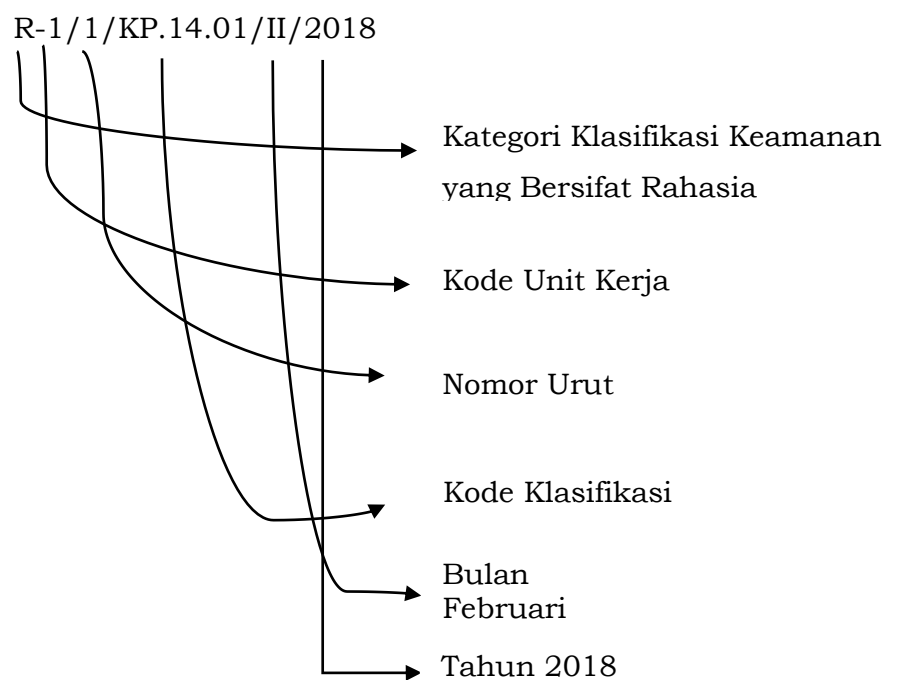 R-1/1/KP.14.01/II/2018
Kategori Klasifikasi Keamanan
yang Bersifat Rahasia
Kode Unit Kerja
Nomor Urut
Kode Klasifikasi
Bulan
Februari
Tahun 2018